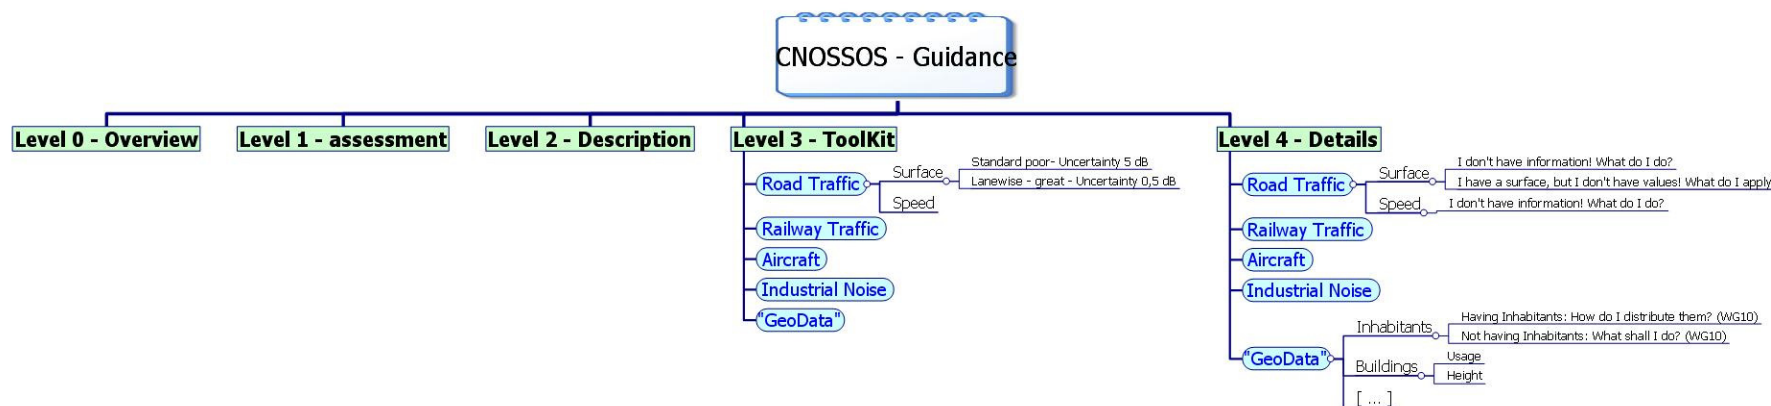 CNOSSOS - Guidance
Level 0 - Overview
Level 1 - assessment
Level 2 - Description
Level 3 - ToolKit
Road Traffic
Surface
Standard poor- Uncertainty 5 dB
Lanewise - great - Uncertainty 0,5 dB
Speed
Railway Traffic
Aircraft
Industrial Noise
"GeoData"
Level 4 - Details
Road Traffic
Surface
I don't have information! What do I do?
I have a surface, but I don't have values! What do I apply
Speed
I don't have information! What do I do?
Railway Traffic
Aircraft
Industrial Noise
"GeoData"
Inhabitants
Having Inhabitants: How do I distribute them? (WG10)
Not having Inhabitants: What shall I do? (WG10)
Buildings
Usage
Height
[ ... ]